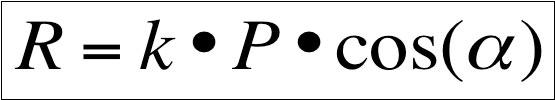 R = k • P • cos(α)